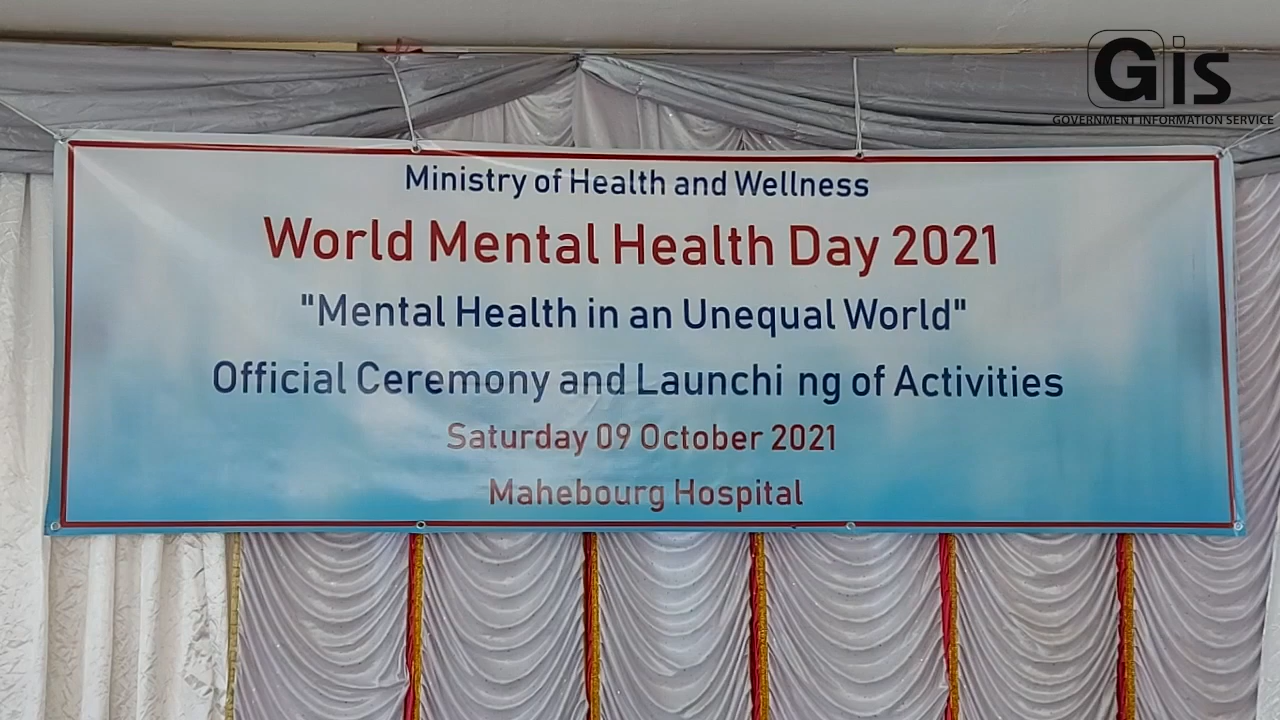 Gis
GOVERNMENT INFORMATION SERVICE
Ministry of Health and Wellness
World Mental Health Day 2021
"Mental Health in an Unequal World"
Official Ceremony and Launchi ng of Activities
Saturday 09 October 2021
Mahebourg Hospital